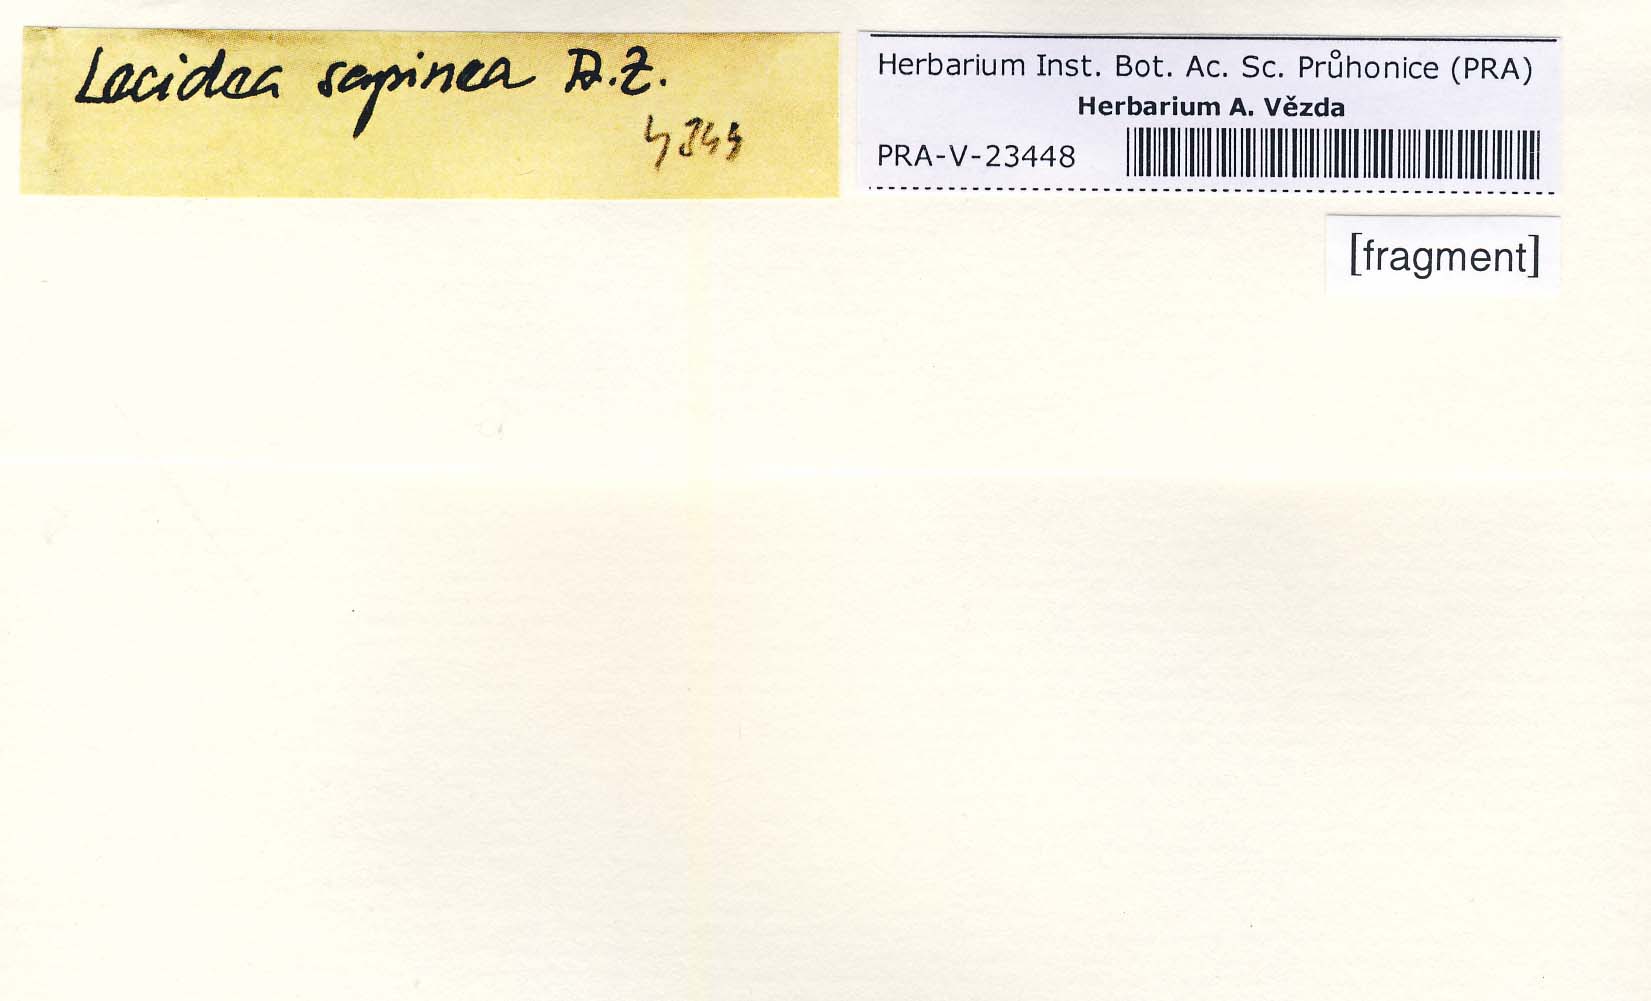 Lecidea sapinea A.Z.
Herbarium Inst. Bot. Ac. Sc. Průhonice (PRA)
Herbarium A. Vězda
PRA-V-23448
[fragment]